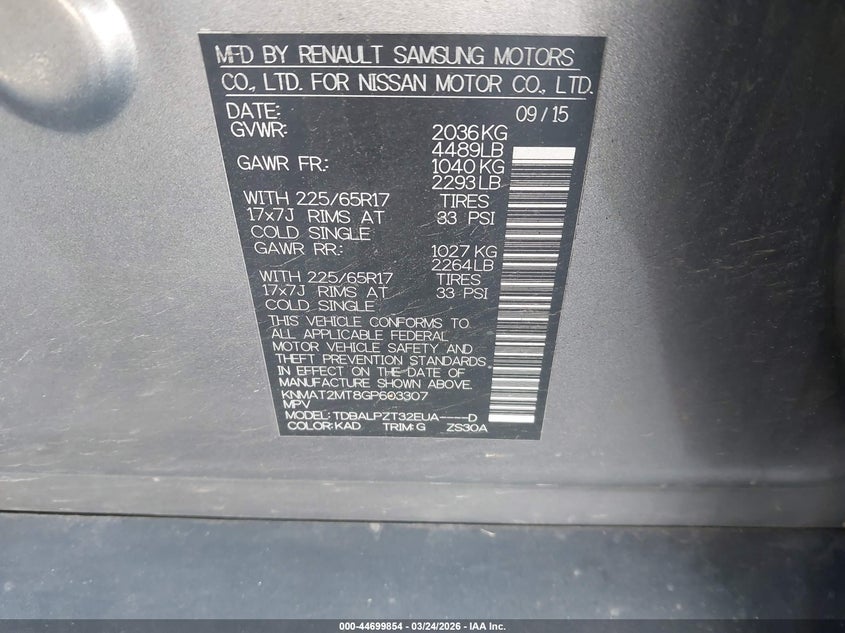 MFD BY RENAULT SAMSUNG MOTORS
CO., LTD. FOR NISSAN MOTOR CO., LTD.
DATE: 09/15
GVWR: 2036KG
4489LB
GAWR FR: 1040KG
2293LB
WITH 225/65R17 TIRES
17x7J RIMS AT 33 PSI
COLD SINGLE
GAWR RR: 1027KG
2264LB
WITH 225/65R17 TIRES
17x7J RIMS AT 33 PSI
COLD SINGLE
THIS VEHICLE CONFORMS TO
ALL APPLICABLE FEDERAL
MOTOR VEHICLE SAFETY AND
THEFT PREVENTION STANDARDS
IN EFFECT ON THE DATE OF
MANUFACTURE SHOWN ABOVE.
KNMAT2MT8GP603307
MPV
MODEL: TDBALPZT32EUA----D
COLOR: KAD TRIM: G ZS30A
000-44699854 - 03/24/2026 - IAA Inc.